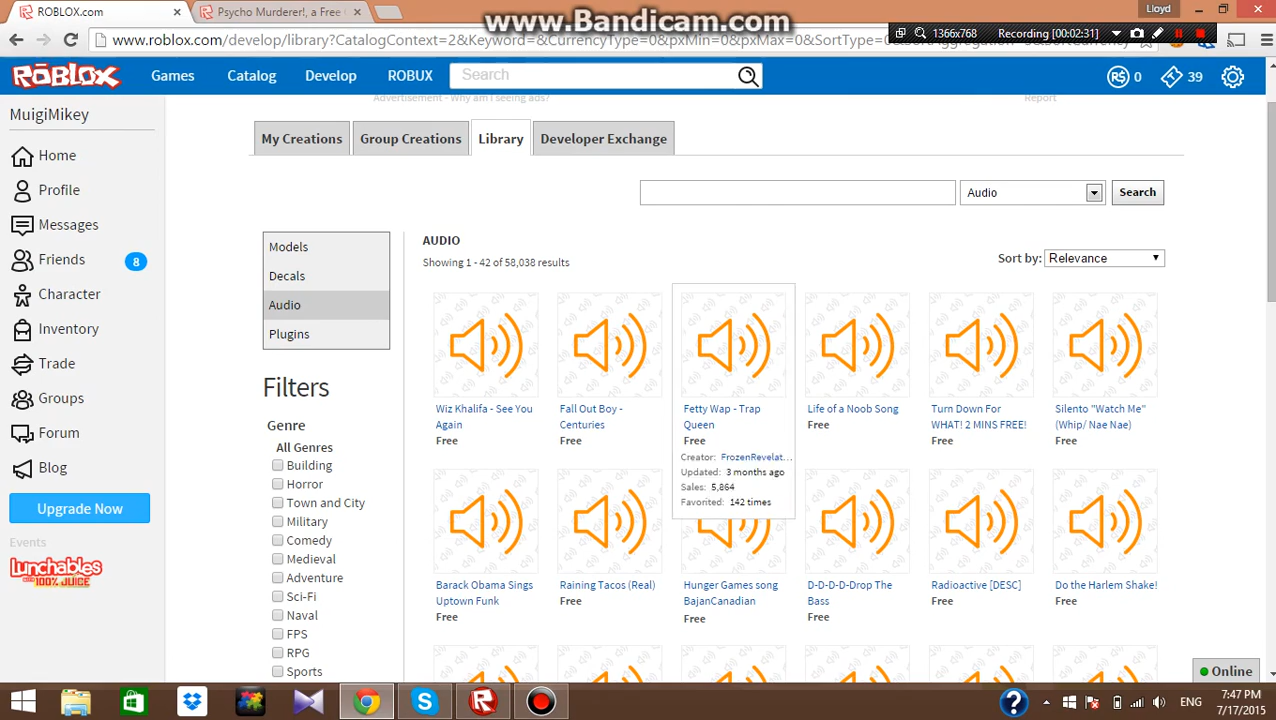 ROBLOX.com
Psycho Murderer!, a Free
www.Bandicam.com
Lloyd
www.roblox.com/develop/library?CatalogContext=2&Keyword=&CurrencyType=0&pxMin=0&pxMax=0&SortType=
1366x768
Recording [00:02:31]
ROBLOX
Games
Catalog
Develop
ROBUX
Search
R$ 0
39
MuigiMikey
Advertisement - Why am I seeing ads?
Report
My Creations
Group Creations
Library
Developer Exchange
Home
Profile
Messages
Friends
8
Character
Inventory
Trade
Groups
Forum
Blog
Upgrade Now
Events
Lunchables
with 100% JUICE
Audio
Search
Models
Decals
Audio
Plugins
AUDIO
Showing 1 - 42 of 58,038 results
Sort by: Relevance
Filters
Genre
All Genres
Building
Horror
Town and City
Military
Comedy
Medieval
Adventure
Sci-Fi
Naval
FPS
RPG
Sports
Wiz Khalifa - See You
Again
Free
Fall Out Boy -
Centuries
Free
Fetty Wap - Trap
Queen
Free
Creator: FrozenRevelat...
Updated: 3 months ago
Sales: 5,864
Favorited: 142 times
Life of a Noob Song
Free
Turn Down For
WHAT! 2 MINS FREE!
Free
Silento "Watch Me"
(Whip/ Nae Nae)
Free
Barack Obama Sings
Uptown Funk
Free
Raining Tacos (Real)
Free
Hunger Games song
BajanCanadian
Free
D-D-D-D-Drop The
Bass
Free
Radioactive [DESC]
Free
Do the Harlem Shake!
Free
Online
ENG
7:47 PM
7/17/2015